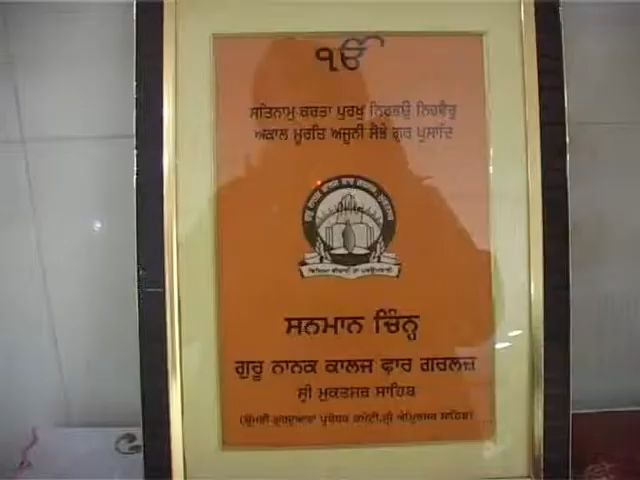 ੴ
ਸਤਿਨਾਮੁ ਕਰਤਾ ਪੁਰਖੁ ਨਿਰਭਉ ਨਿਰਵੈਰੁ
ਅਕਾਲ ਮੂਰਤਿ ਅਜੂਨੀ ਸੈਭੰ ਗੁਰ ਪ੍ਰਸਾਦਿ
ਸਨਮਾਨ ਚਿੰਨ੍ਹ
ਗੁਰੂ ਨਾਨਕ ਕਾਲਜ ਫਾਰ ਗਰਲਜ਼
ਸ੍ਰੀ ਮੁਕਤਸਰ ਸਾਹਿਬ
(ਸ਼੍ਰੋਮਣੀ ਗੁਰਦੁਆਰਾ ਪ੍ਰਬੰਧਕ ਕਮੇਟੀ,ਸ੍ਰੀ ਅੰਮ੍ਰਿਤਸਰ ਸਾਹਿਬ)